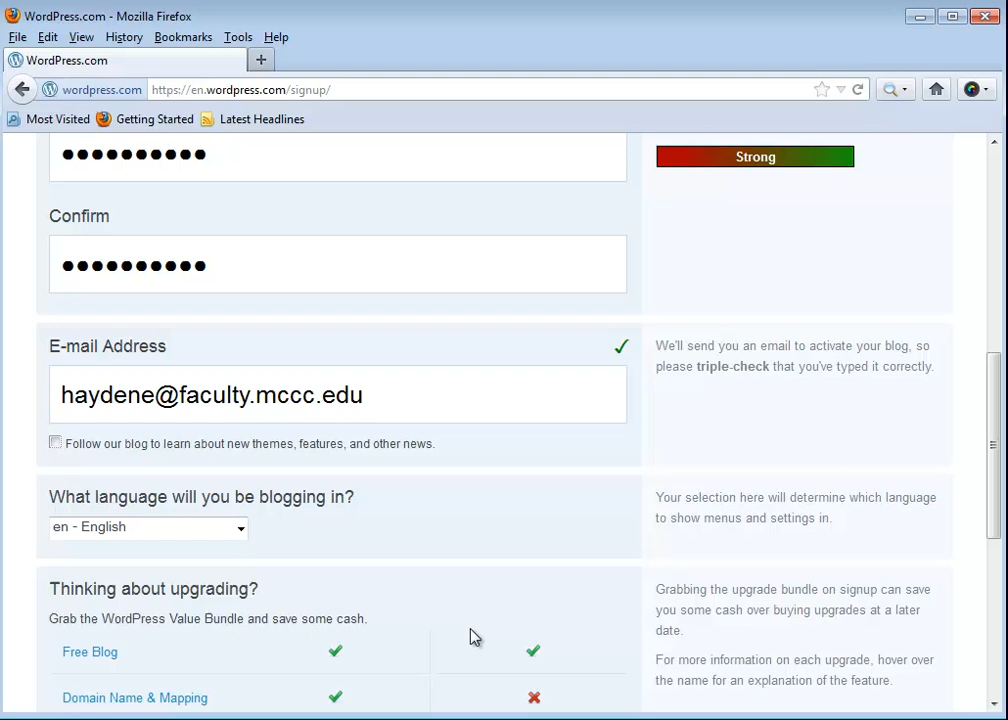 WordPress.com - Mozilla Firefox
File Edit View History Bookmarks Tools Help
WordPress.com
wordpress.com https://en.wordpress.com/signup/
Most Visited Getting Started Latest Headlines
Strong
Confirm
E-mail Address
haydene@faculty.mccc.edu
Follow our blog to learn about new themes, features, and other news.
We'll send you an email to activate your blog, so
please triple-check that you've typed it correctly.
What language will you be blogging in?
en - English
Your selection here will determine which language
to show menus and settings in.
Thinking about upgrading?
Grab the WordPress Value Bundle and save some cash.
Free Blog
Domain Name & Mapping
Grabbing the upgrade bundle on signup can save
you some cash over buying upgrades at a later
date.
For more information on each upgrade, hover over
the name for an explanation of the feature.